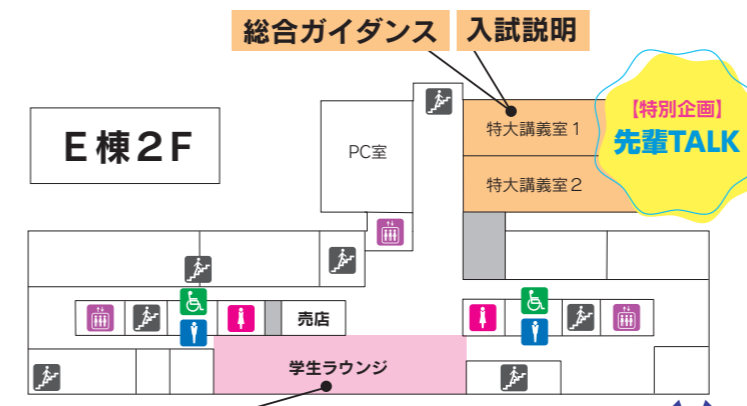 総合ガイダンス 入試説明
E棟2F
PC室
特大講義室1
特大講義室2
【特別企画】
先輩TALK
売店
学生ラウンジ